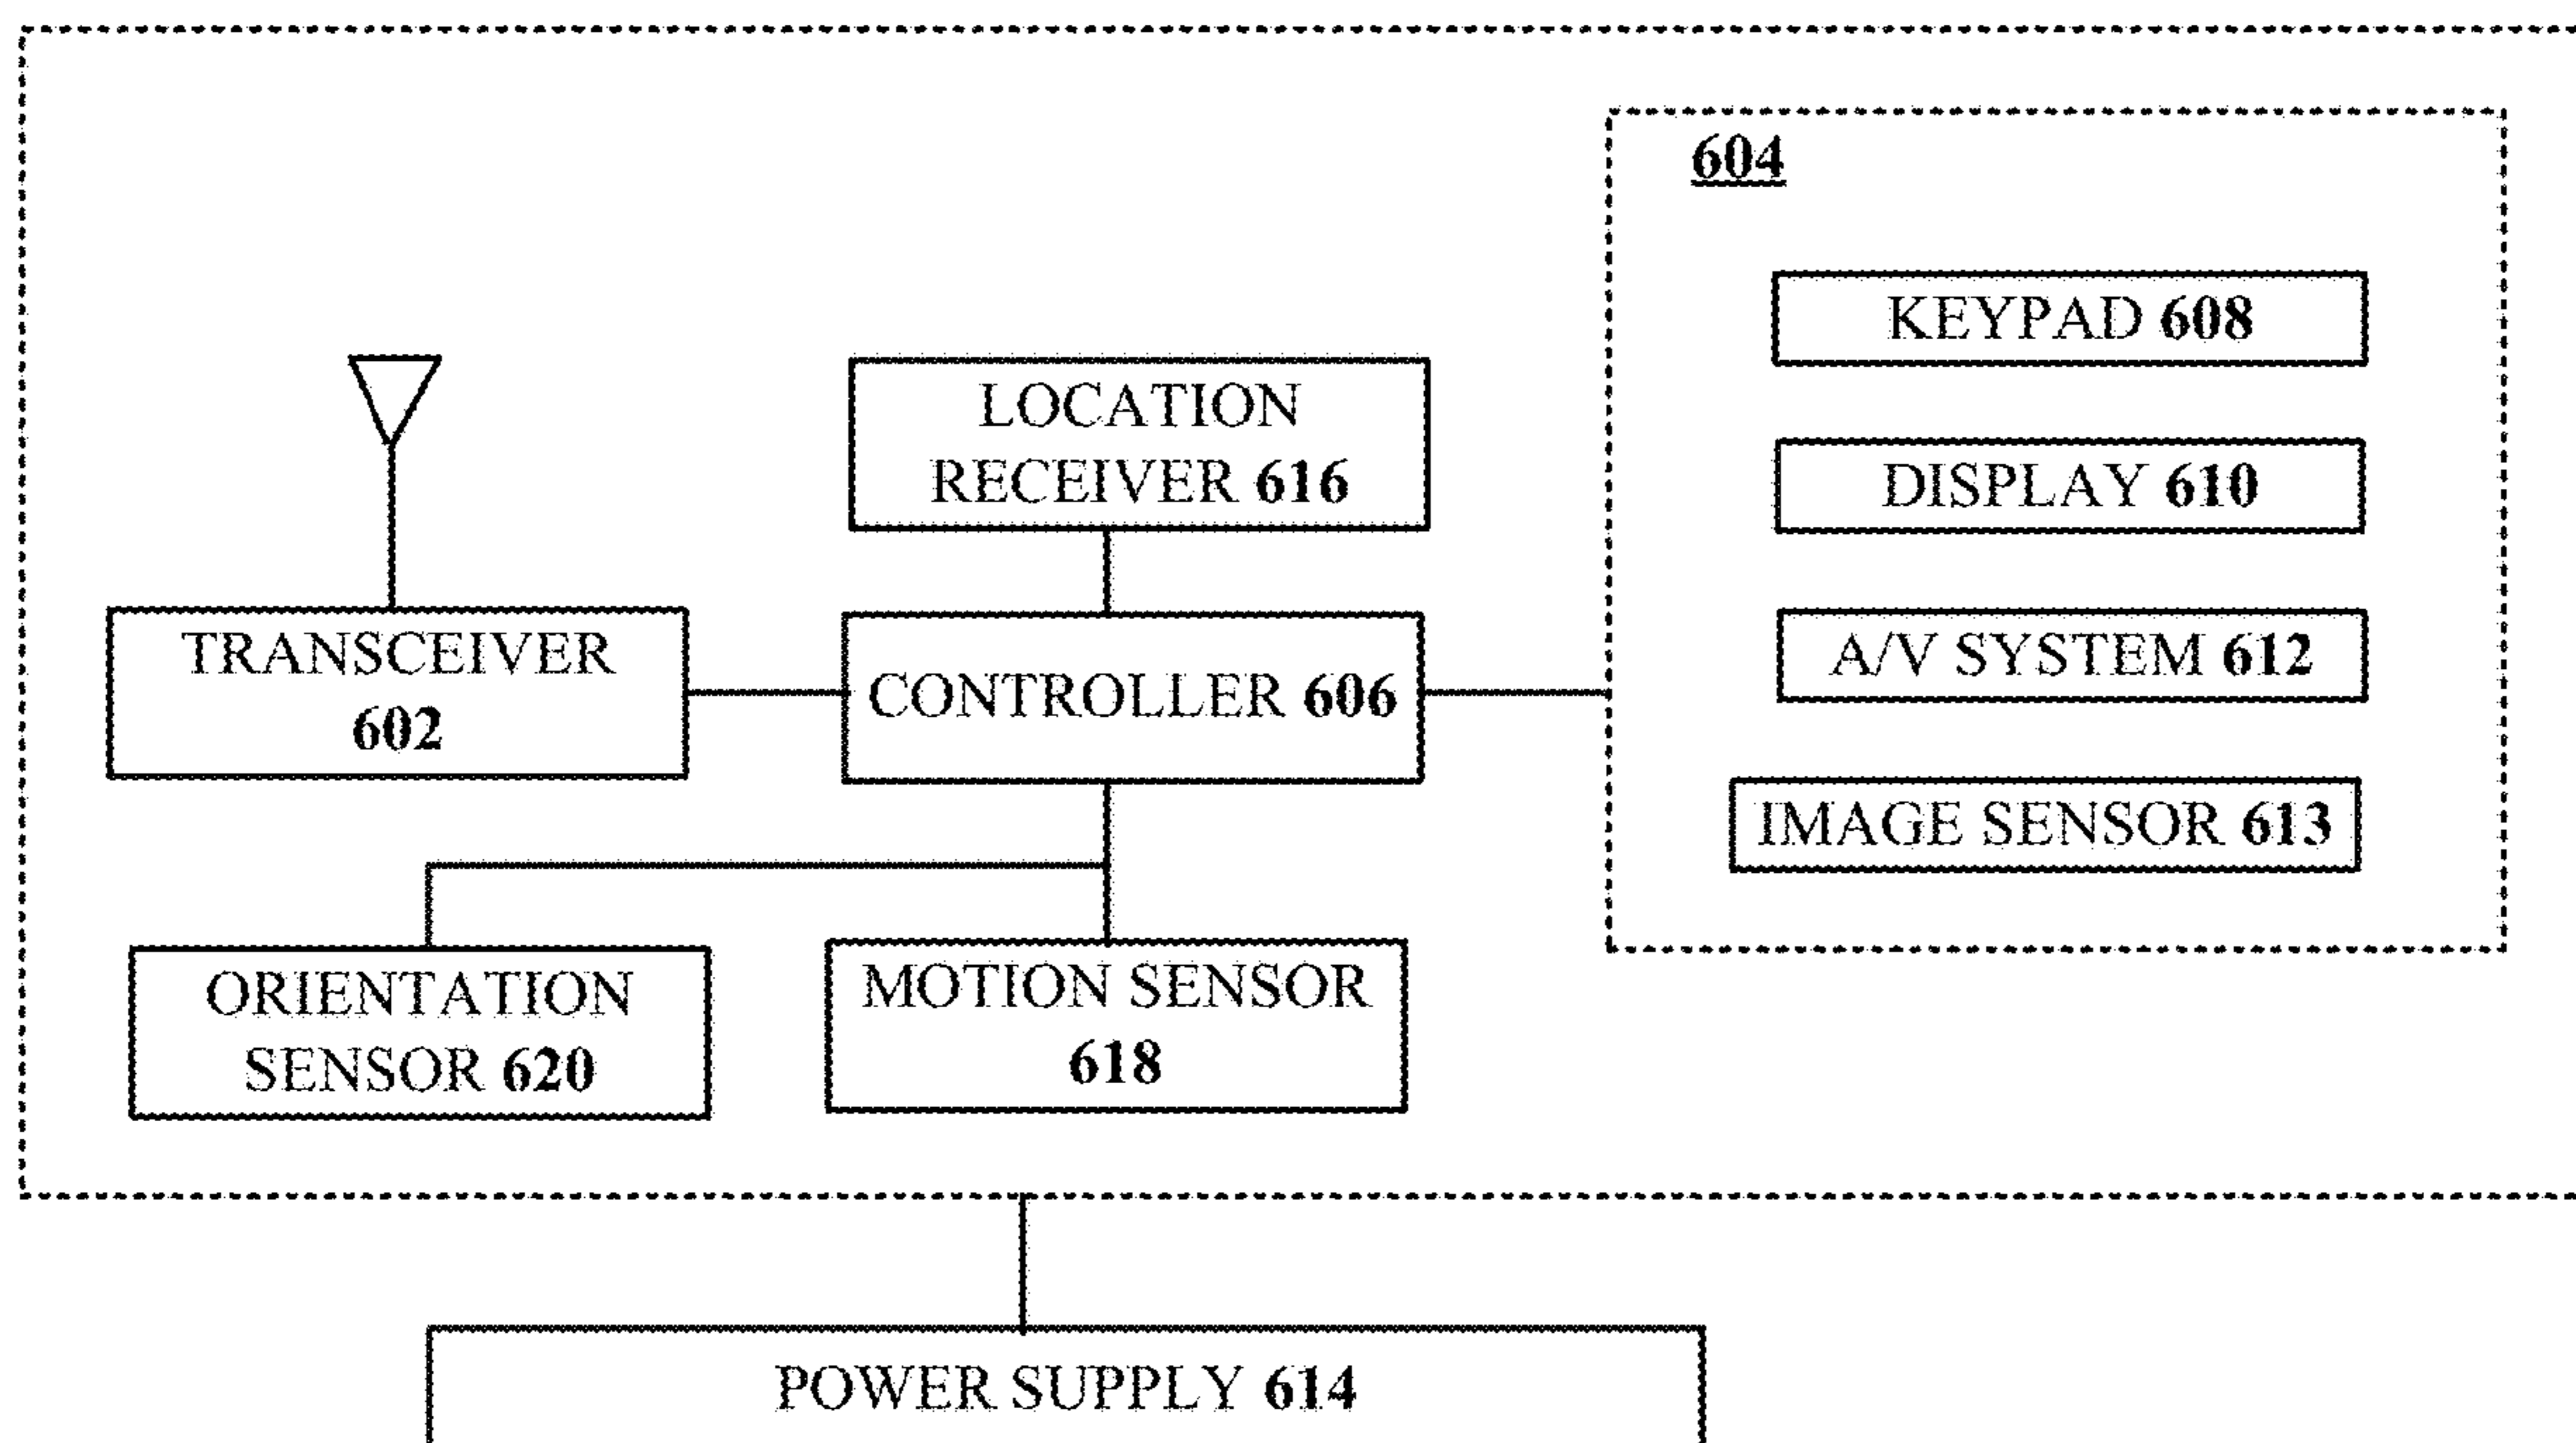 604
KEYPAD 608
LOCATION
RECEIVER 616
DISPLAY 610
TRANSCEIVER
602
CONTROLLER 606
A/V SYSTEM 612
IMAGE SENSOR 613
ORIENTATION
SENSOR 620
MOTION SENSOR
618
POWER SUPPLY 614